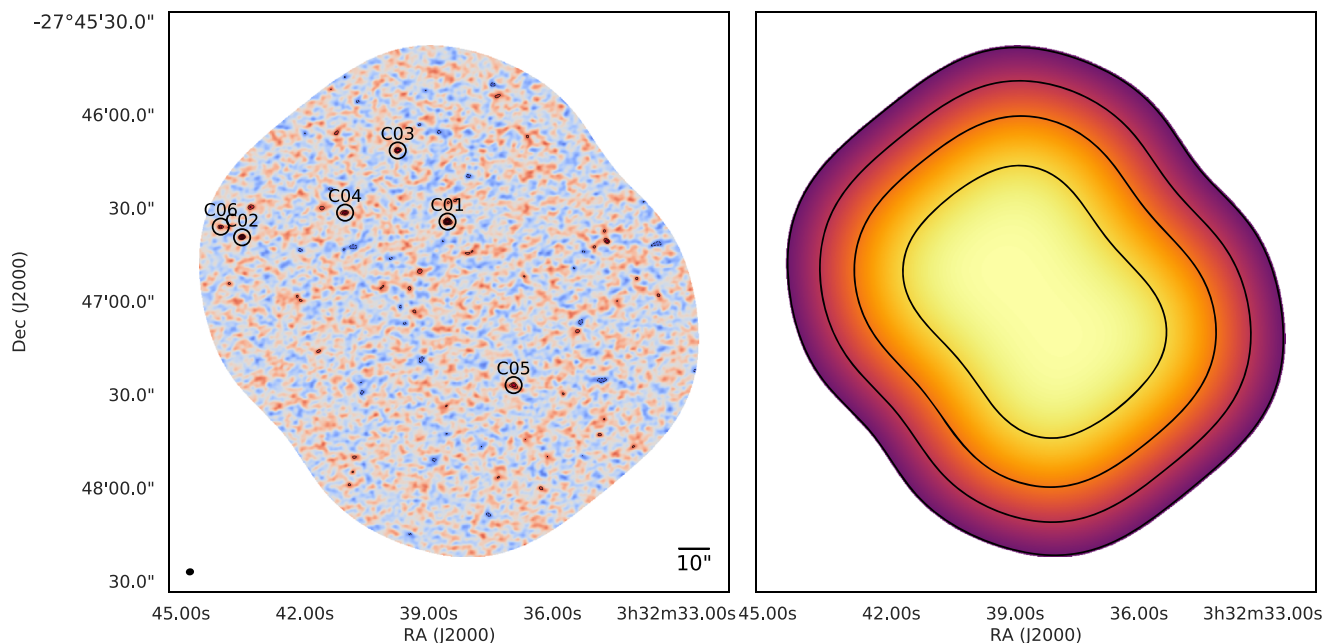 -27°45'30.0"
46'00.0"
30.0"
47'00.0"
30.0"
48'00.0"
30.0"
Dec (J2000)
C03
C04
C01
C06
C02
C05
10"
45.00s 42.00s 39.00s 36.00s 3h32m33.00s
RA (J2000)
45.00s 42.00s 39.00s 36.00s 3h32m33.00s
RA (J2000)